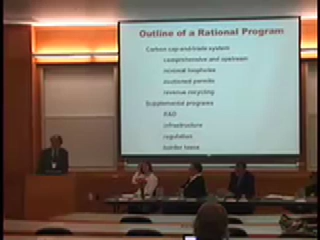 Outline of a Rational Program
Carbon cap-and-trade system
comprehensive and upstream
minimal loopholes
auctioned permits
revenue recycling
Supplemental programs
R&D
infrastructure
regulation
border taxes